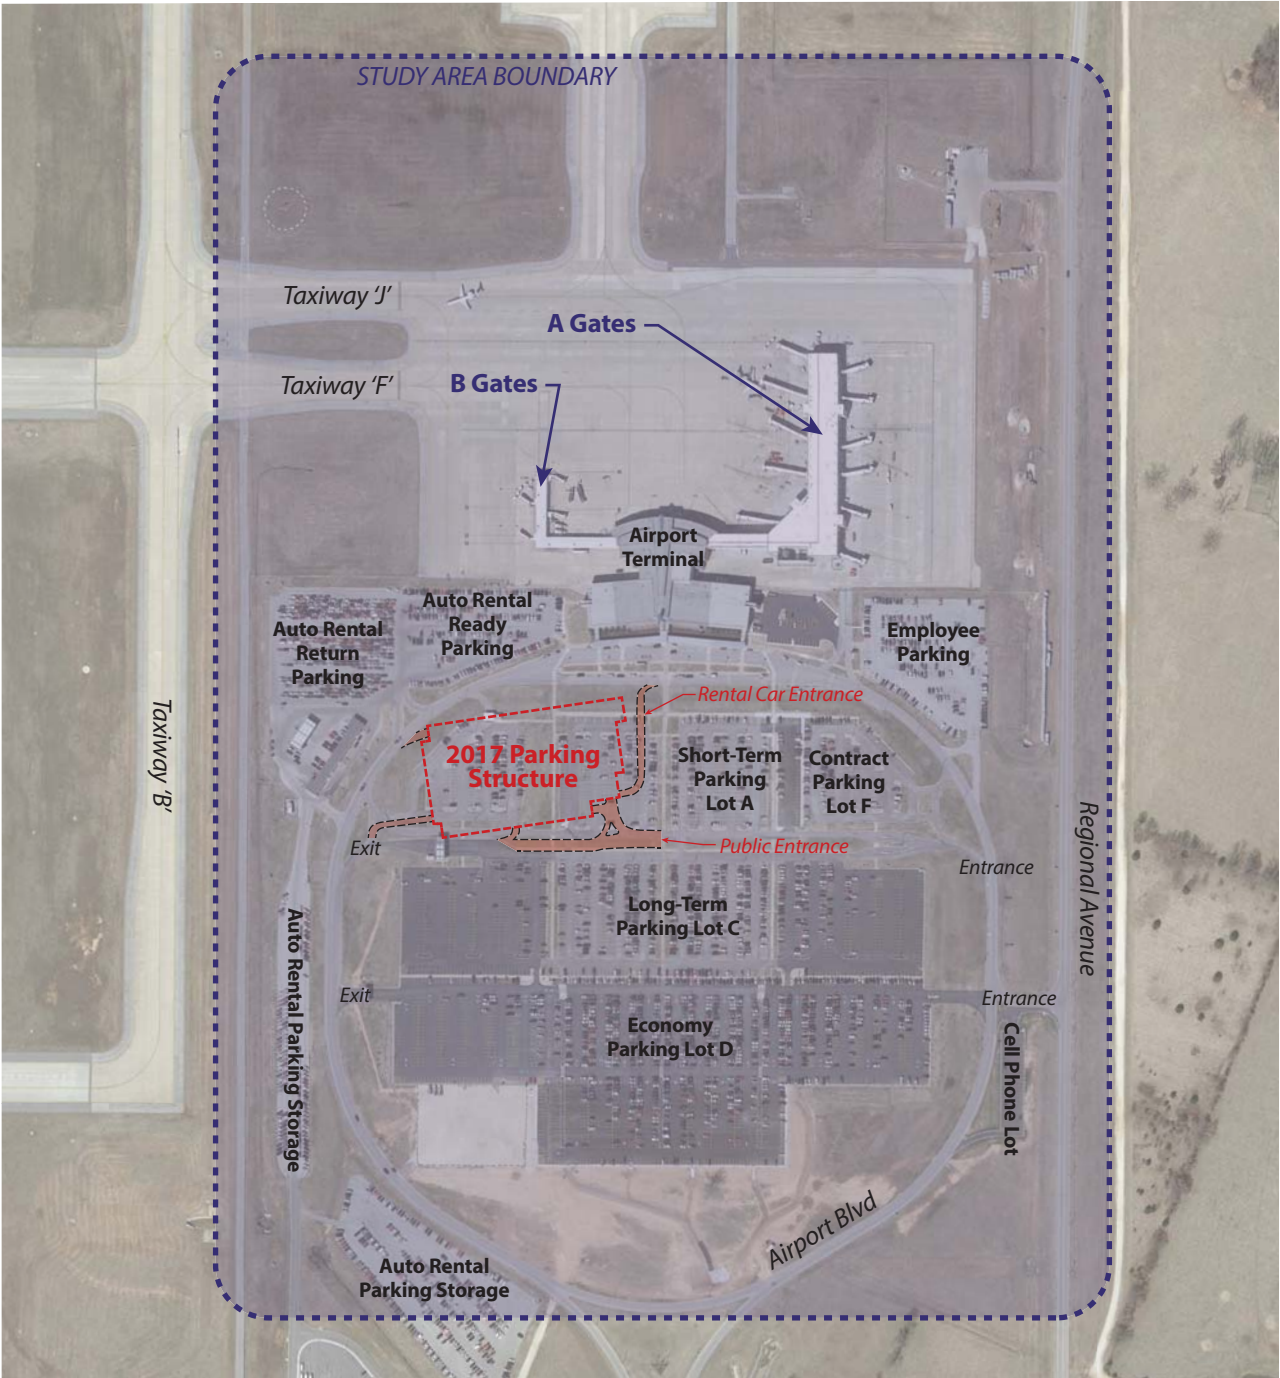 STUDY AREA BOUNDARY
Taxiway ‘J’
A Gates
Taxiway ‘F’
B Gates
Airport
Terminal
Auto Rental
Return
Parking
Auto Rental
Ready
Parking
Employee
Parking
Rental Car Entrance
Taxiway ‘B’
2017 Parking
Structure
Short-Term
Parking
Lot A
Contract
Parking
Lot F
Regional Avenue
Exit
Public Entrance
Entrance
Long-Term
Parking Lot C
Auto Rental Parking Storage
Exit
Entrance
Economy
Parking Lot D
Cell Phone Lot
Airport Blvd
Auto Rental
Parking Storage